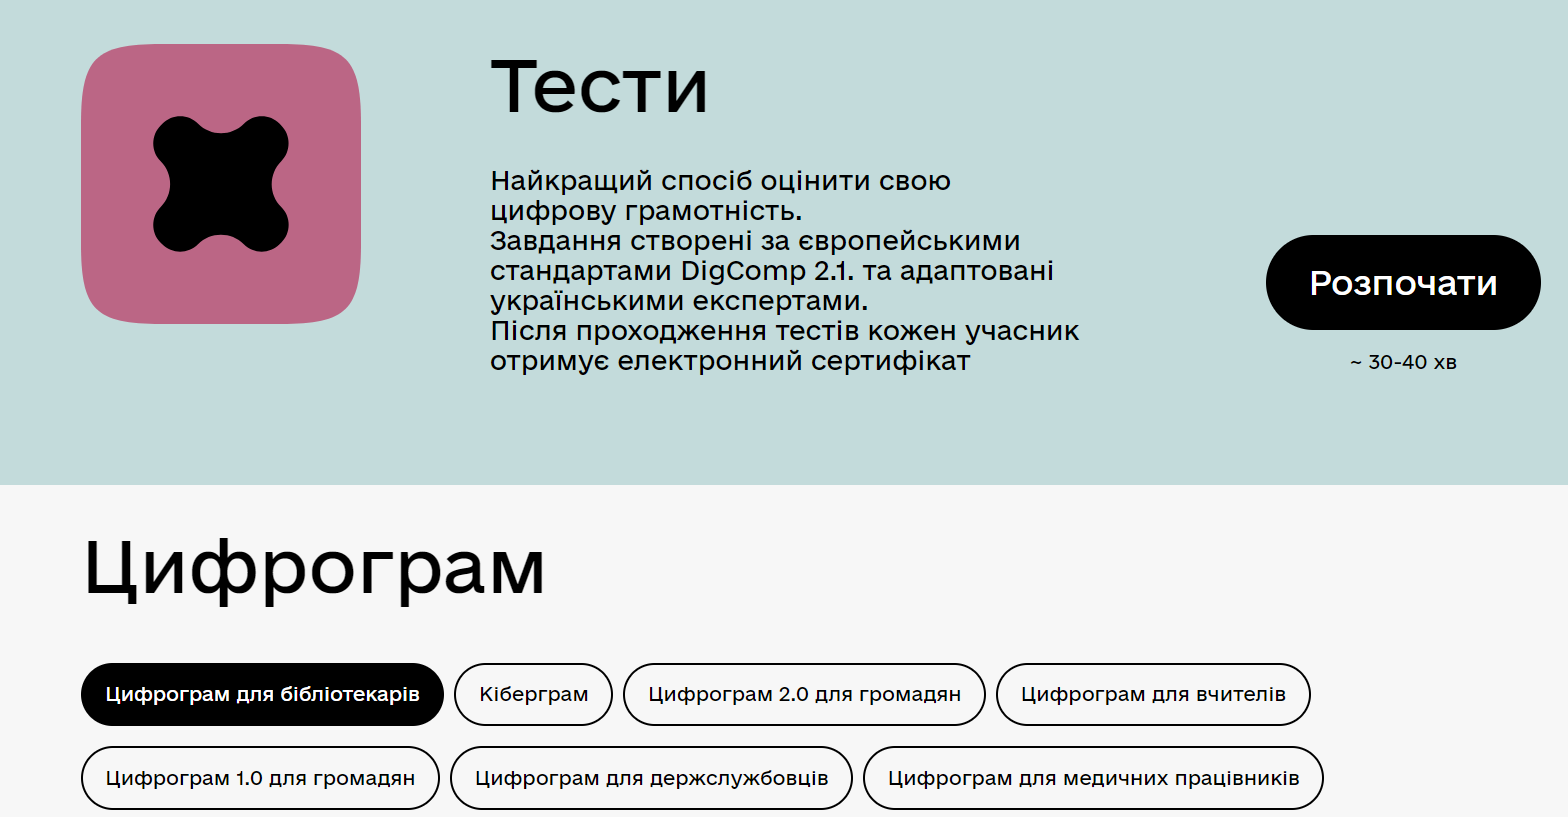 Тести
Найкращий спосіб оцінити свою
цифрову грамотність.
Завдання створені за європейськими
стандартами DigComp 2.1. та адаптовані
українськими експертами.
Після проходження тестів кожен учасник
отримує електронний сертифікат
Розпочати
~ 30-40 хв
Цифрограм
Цифрограм для бібліотекарів
Кіберграм
Цифрограм 2.0 для громадян
Цифрограм для вчителів
Цифрограм 1.0 для громадян
Цифрограм для держслужбовців
Цифрограм для медичних працівників